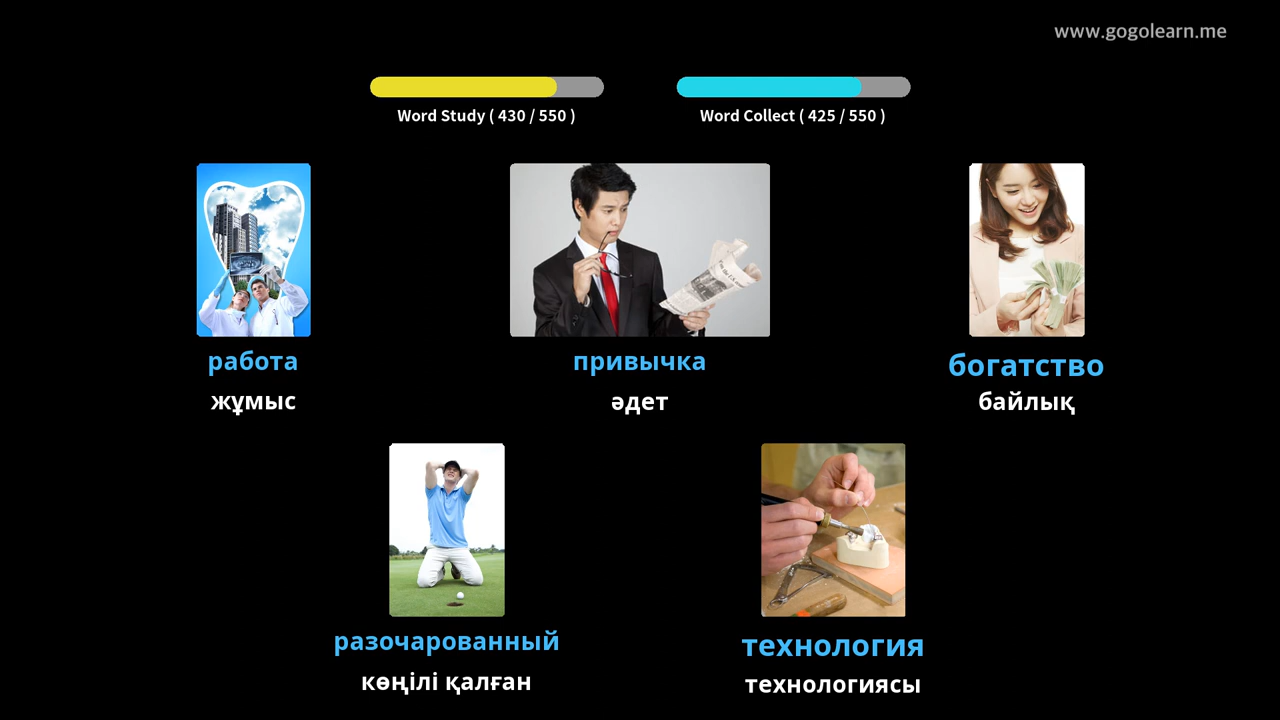 www.gogolearn.me
Word Study ( 430 / 550 )
Word Collect ( 425 / 550 )
работа
жұмыс
привычка
әдет
богатство
байлық
разочарованный
көңілі қалған
технология
технологиясы